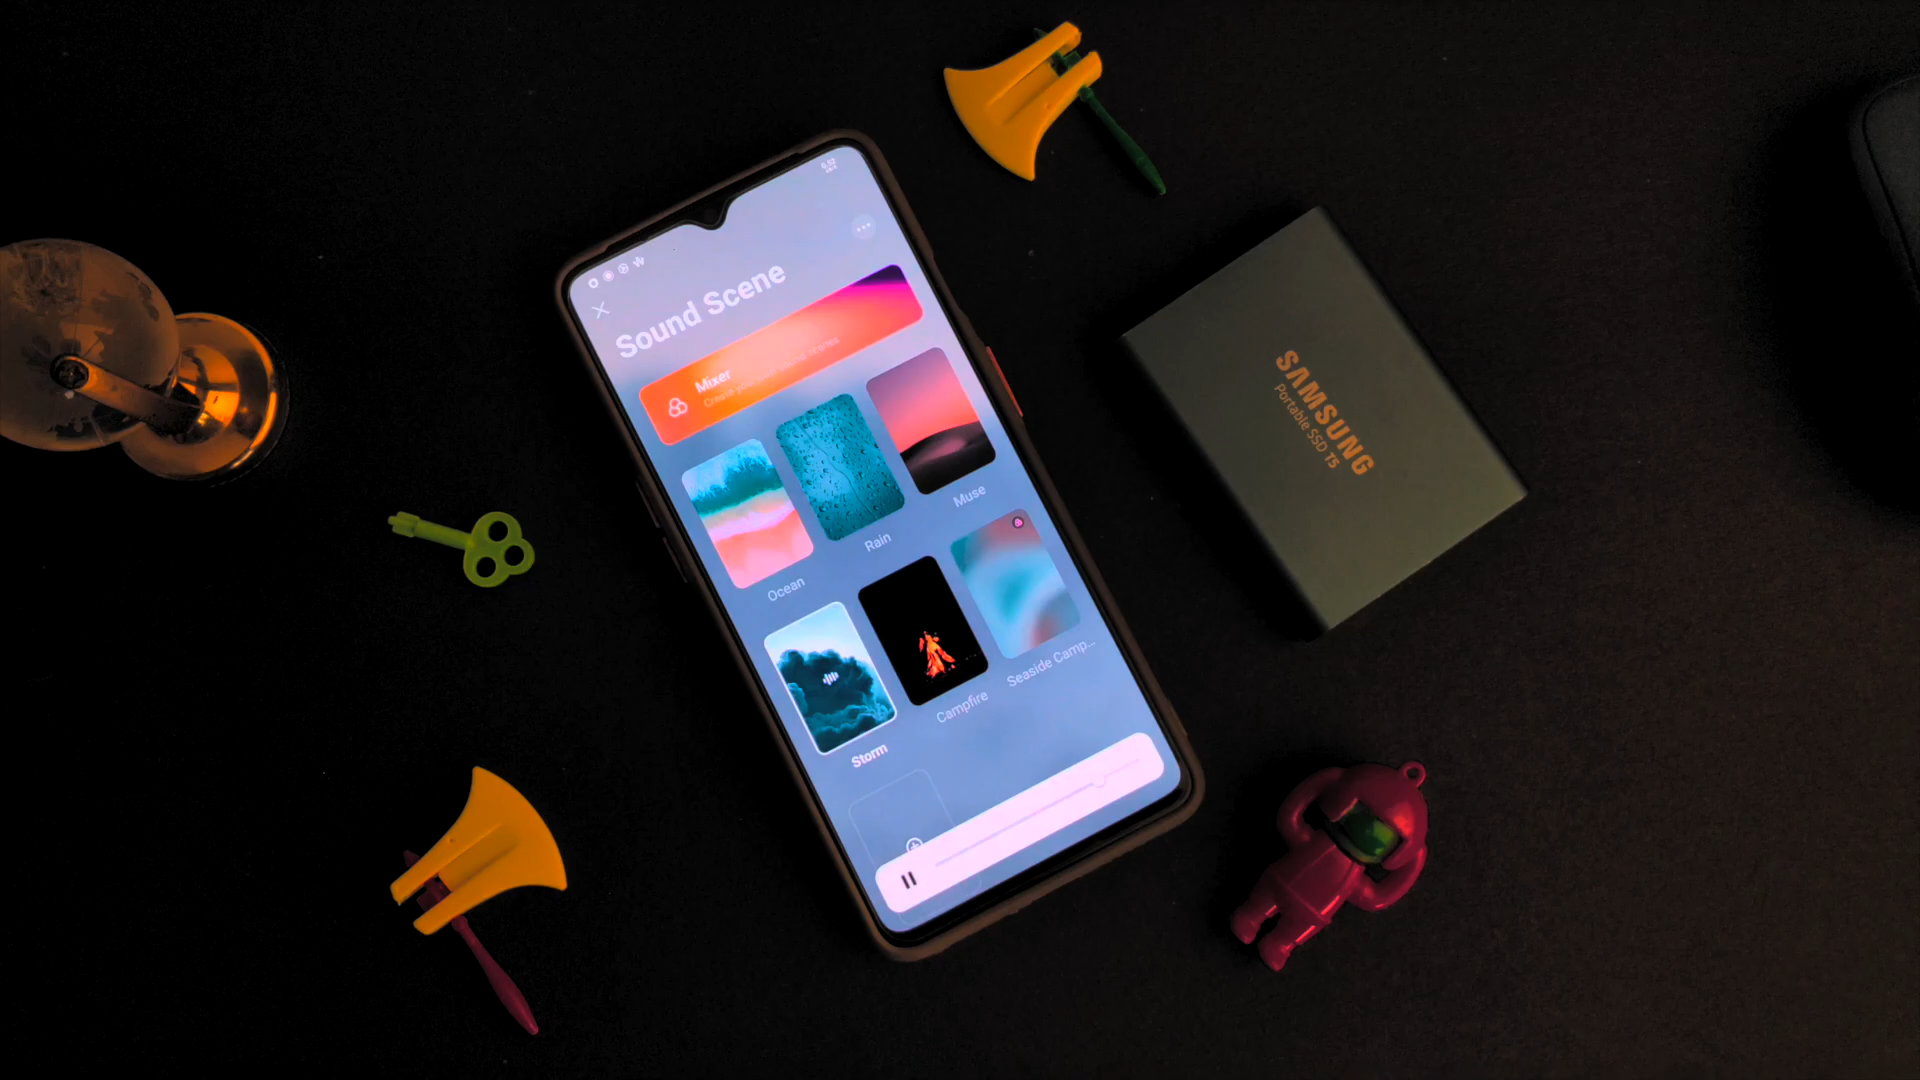 Sound Scene
Mixer
Ocean
Rain
Muse
Storm
Campfire
Seaside Camp...
SAMSUNG
Portable SSD T5